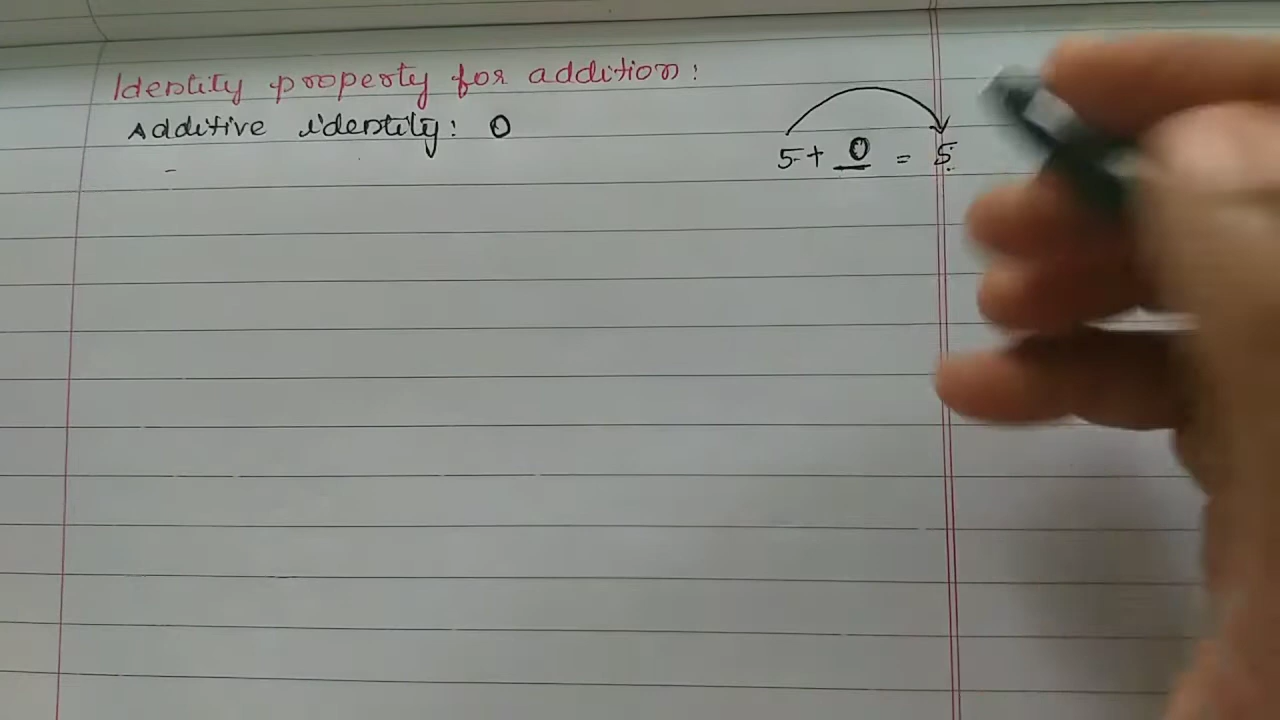 Identity property for addition:
Additive identity: 0
5 + 0 = 5
-